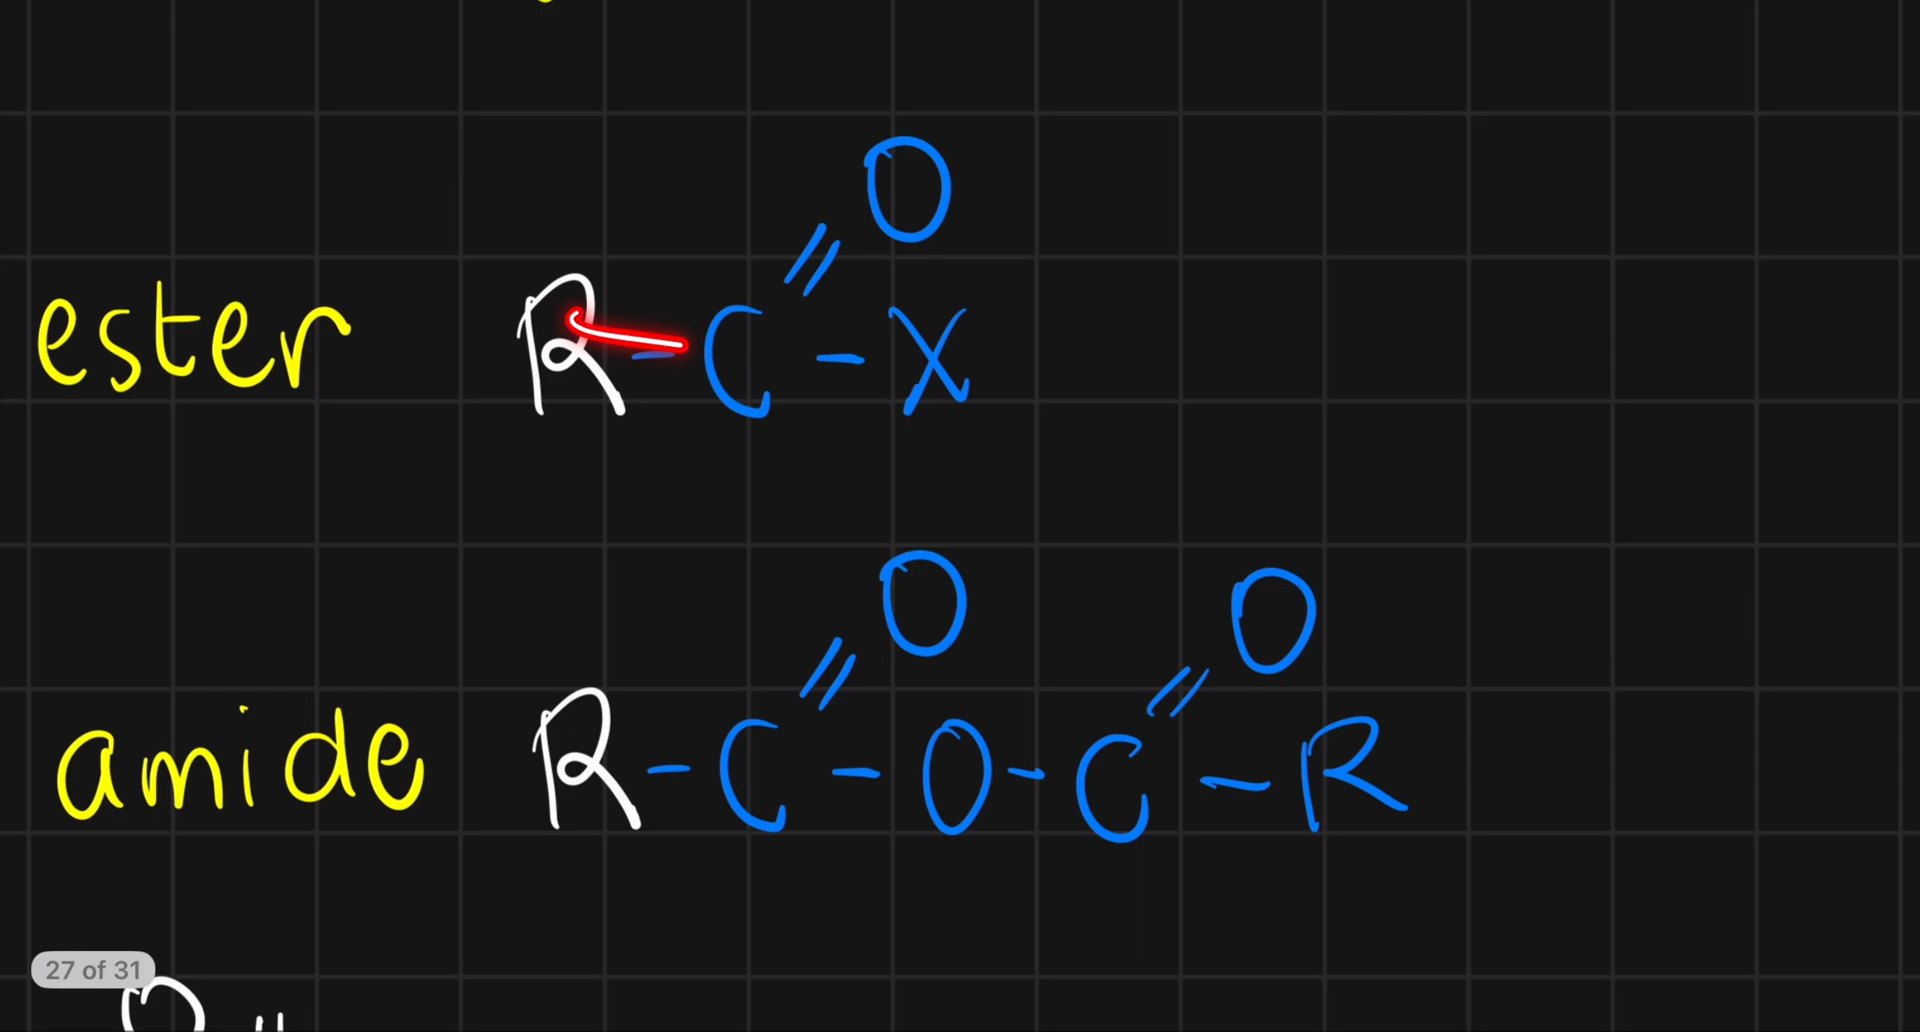 O
//
ester R - C - X
O O
// //
amide R - C - O - C - R
27 of 31